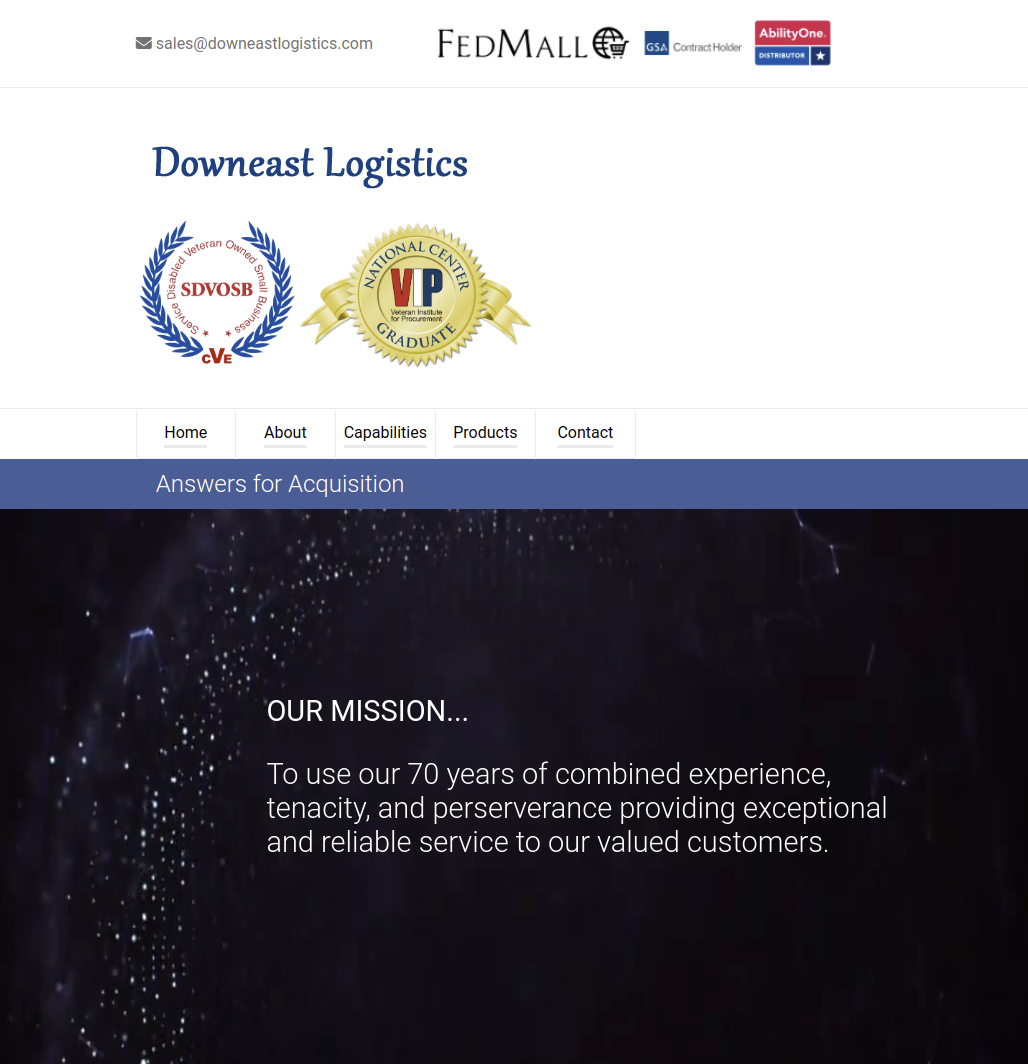 sales@downeastlogistics.com
FEDMALL
GSA Contract Holder
AbilityOne.
DISTRIBUTOR
Downeast Logistics
Service Disabled Veteran Owned Small Business
SDVOSB
CVE
NATIONAL CENTER
VIP
Veteran Institute
for Procurement
GRADUATE
Home About Capabilities Products Contact
Answers for Acquisition
OUR MISSION...
To use our 70 years of combined experience,
tenacity, and perserverance providing exceptional
and reliable service to our valued customers.